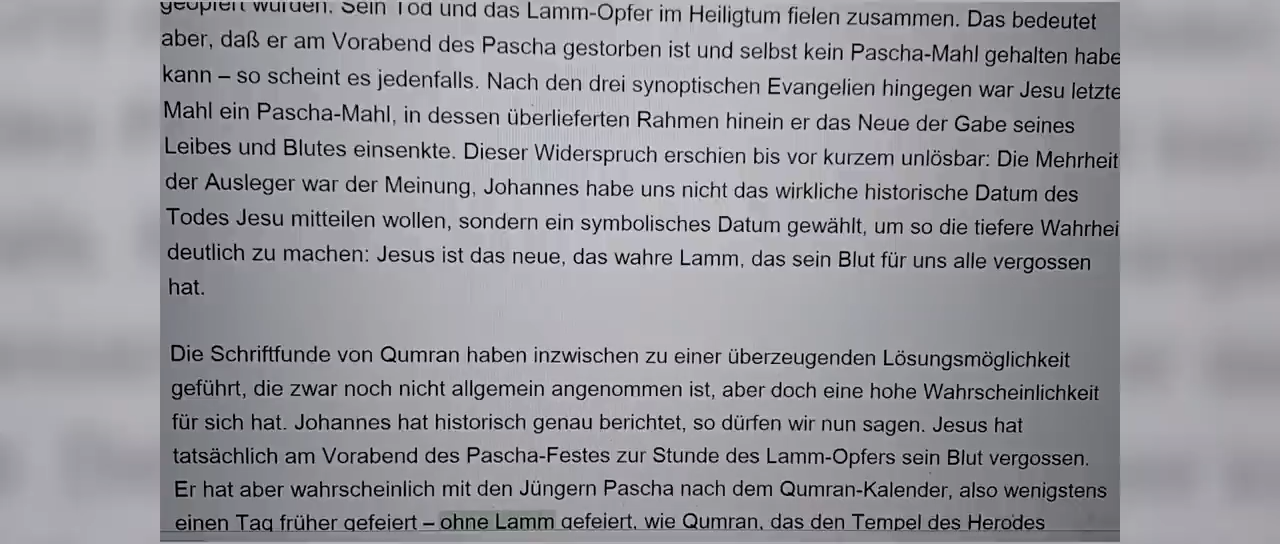 geopfert wurden. Sein Tod und das Lamm-Opfer im Heiligtum fielen zusammen. Das bedeutet
aber, daß er am Vorabend des Pascha gestorben ist und selbst kein Pascha-Mahl gehalten habe
kann – so scheint es jedenfalls. Nach den drei synoptischen Evangelien hingegen war Jesu letzte
Mahl ein Pascha-Mahl, in dessen überlieferten Rahmen hinein er das Neue der Gabe seines
Leibes und Blutes einsenkte. Dieser Widerspruch erschien bis vor kurzem unlösbar: Die Mehrheit
der Ausleger war der Meinung, Johannes habe uns nicht das wirkliche historische Datum des
Todes Jesu mitteilen wollen, sondern ein symbolisches Datum gewählt, um so die tiefere Wahrhei
deutlich zu machen: Jesus ist das neue, das wahre Lamm, das sein Blut für uns alle vergossen
hat.
Die Schriftfunde von Qumran haben inzwischen zu einer überzeugenden Lösungsmöglichkeit
geführt, die zwar noch nicht allgemein angenommen ist, aber doch eine hohe Wahrscheinlichkeit
für sich hat. Johannes hat historisch genau berichtet, so dürfen wir nun sagen. Jesus hat
tatsächlich am Vorabend des Pascha-Festes zur Stunde des Lamm-Opfers sein Blut vergossen.
Er hat aber wahrscheinlich mit den Jüngern Pascha nach dem Qumran-Kalender, also wenigstens
einen Tag früher gefeiert – ohne Lamm gefeiert, wie Qumran, das den Tempel des Herodes